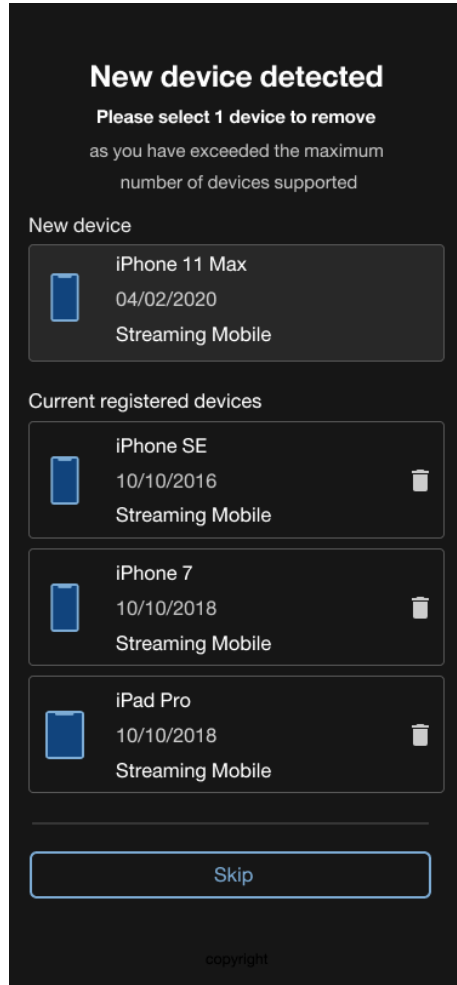 New device detected
Please select 1 device to remove
as you have exceeded the maximum
number of devices supported
New device
iPhone 11 Max
04/02/2020
Streaming Mobile
Current registered devices
iPhone SE
10/10/2016
Streaming Mobile
iPhone 7
10/10/2018
Streaming Mobile
iPad Pro
10/10/2018
Streaming Mobile
Skip
copyright